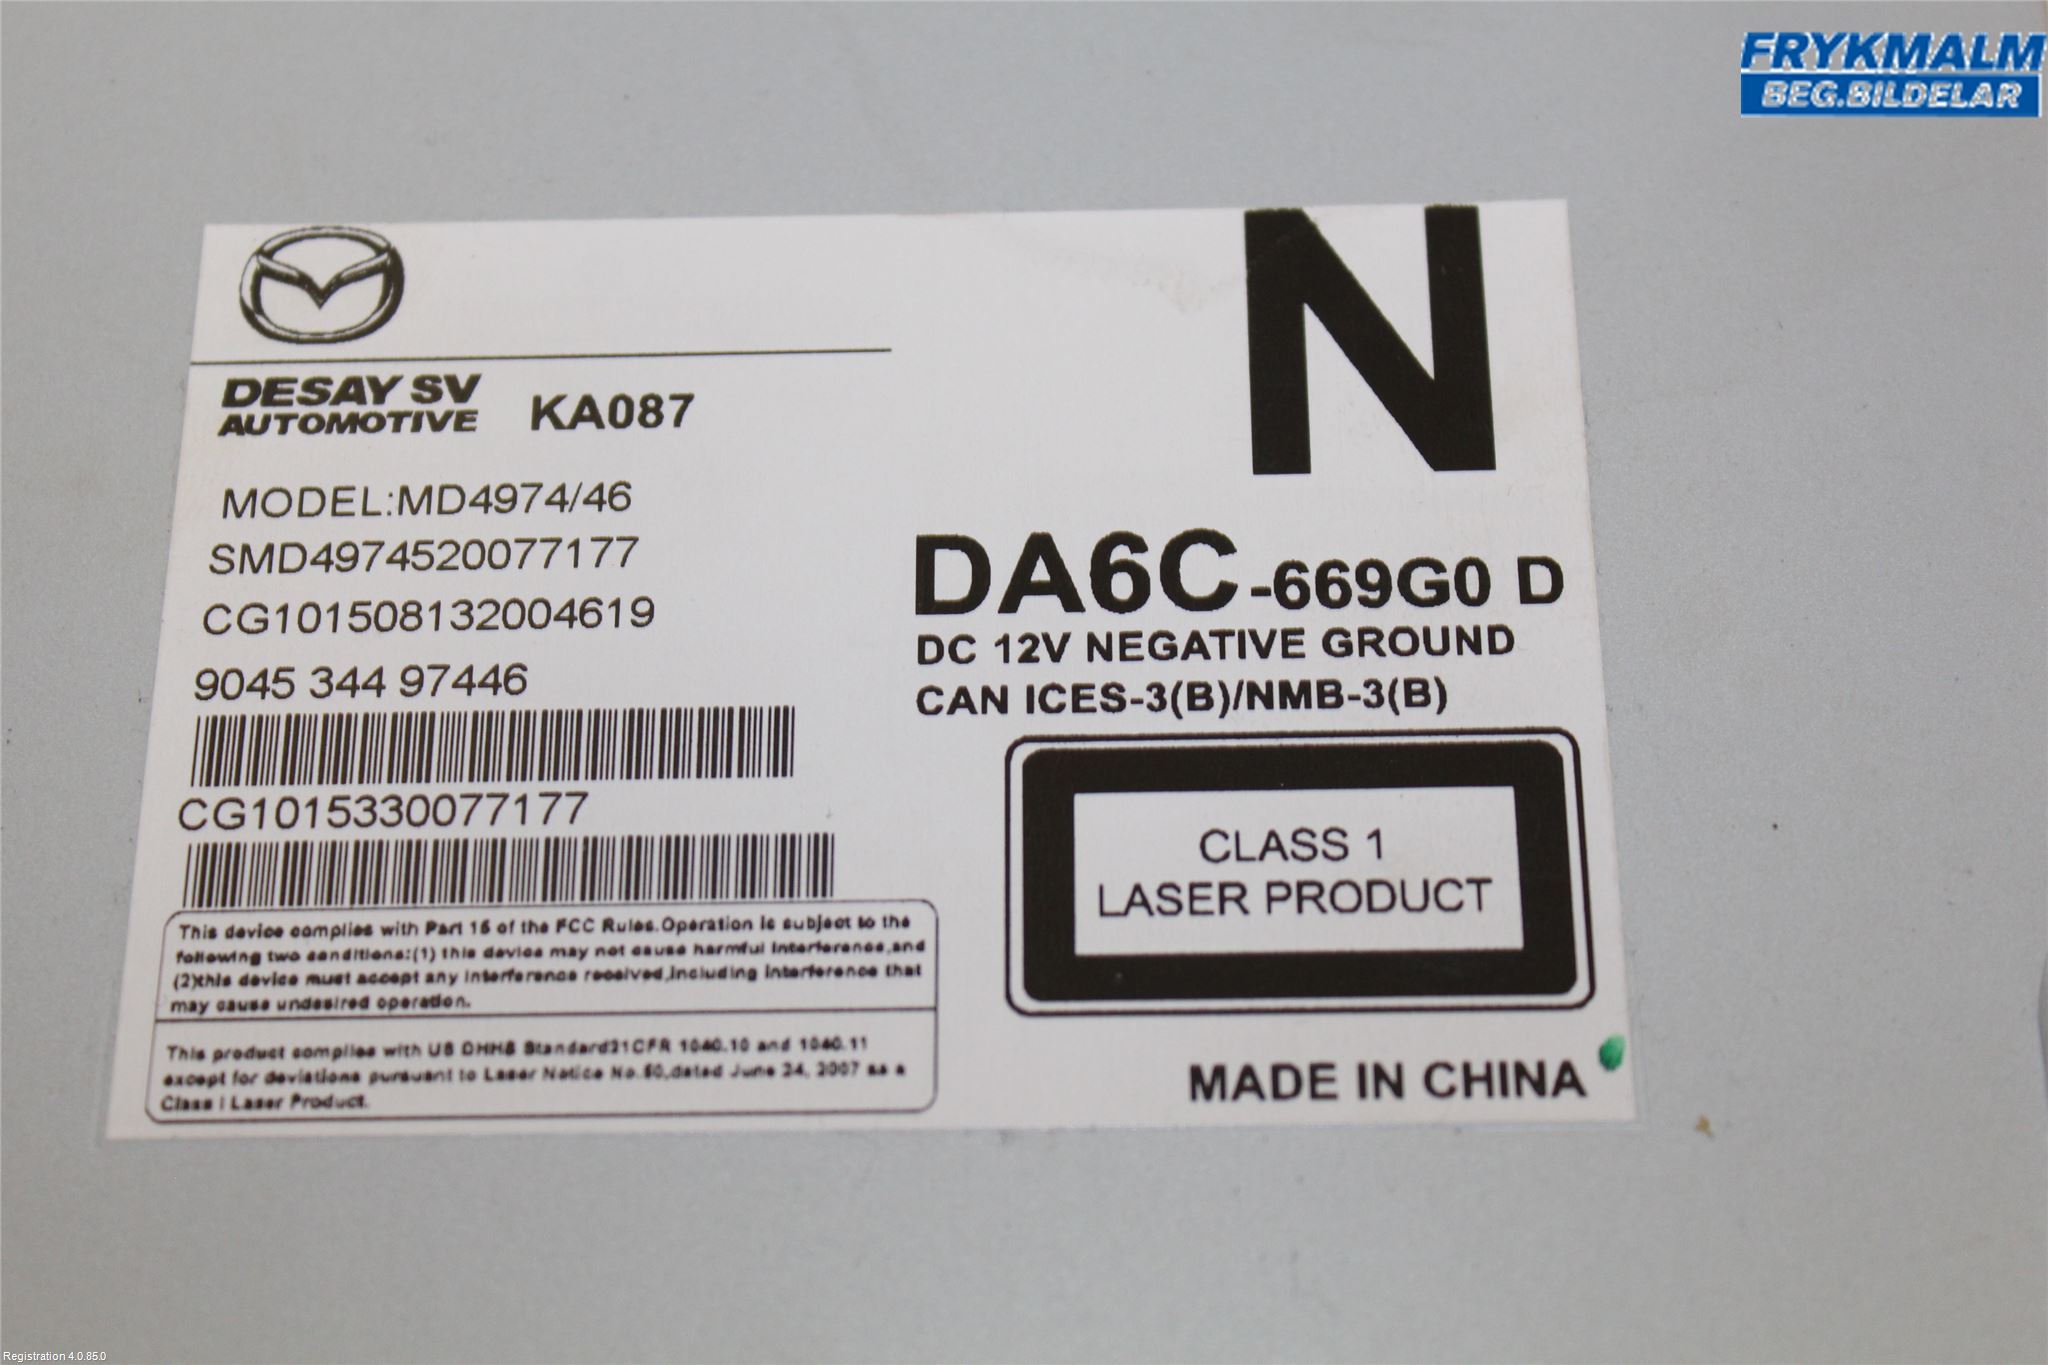 FRYKMALM
BEG.BILDELAR
N
DESAY SV
AUTOMOTIVE
KA087
MODEL:MD4974/46
SMD4974520077177
CG101508132004619
9045 344 97446
CG1015330077177
DA6C-669G0 D
DC 12V NEGATIVE GROUND
CAN ICES-3(B)/NMB-3(B)
CLASS 1
LASER PRODUCT
This device complies with Part 15 of the FCC Rules.Operation is subject to the
following two conditions:(1) this device may not cause harmful interference,and
(2)this device must accept any interference received,including interference that
may cause undesired operation.
This product complies with US DHHS Standard21CFR 1040.10 and 1040.11
except for deviations pursuant to Laser Notice No.50,dated June 24, 2007 as a
Class I Laser Product.
MADE IN CHINA
Registration 4.0.85.0